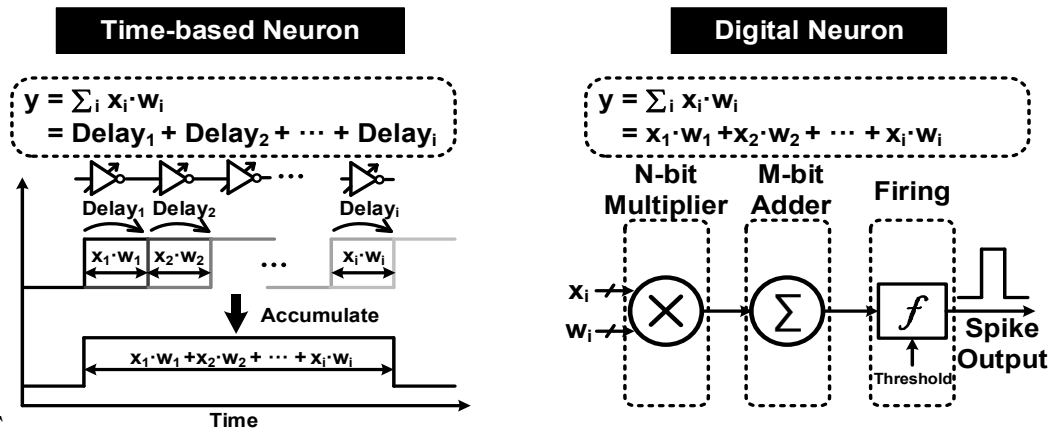 Time-based Neuron
y = ∑i xi·wi
= Delay1 + Delay2 + ··· + Delayi
···
Delay1 Delay2 Delayi
x1·w1 x2·w2 ··· xi·wi
Accumulate
x1·w1 +x2·w2 + ··· + xi·wi
Time
Digital Neuron
y = ∑i xi·wi
= x1·w1 +x2·w2 + ··· + xi·wi
N-bit
Multiplier
M-bit
Adder
Firing
xi
wi
×
∑
f
Threshold
Spike
Output